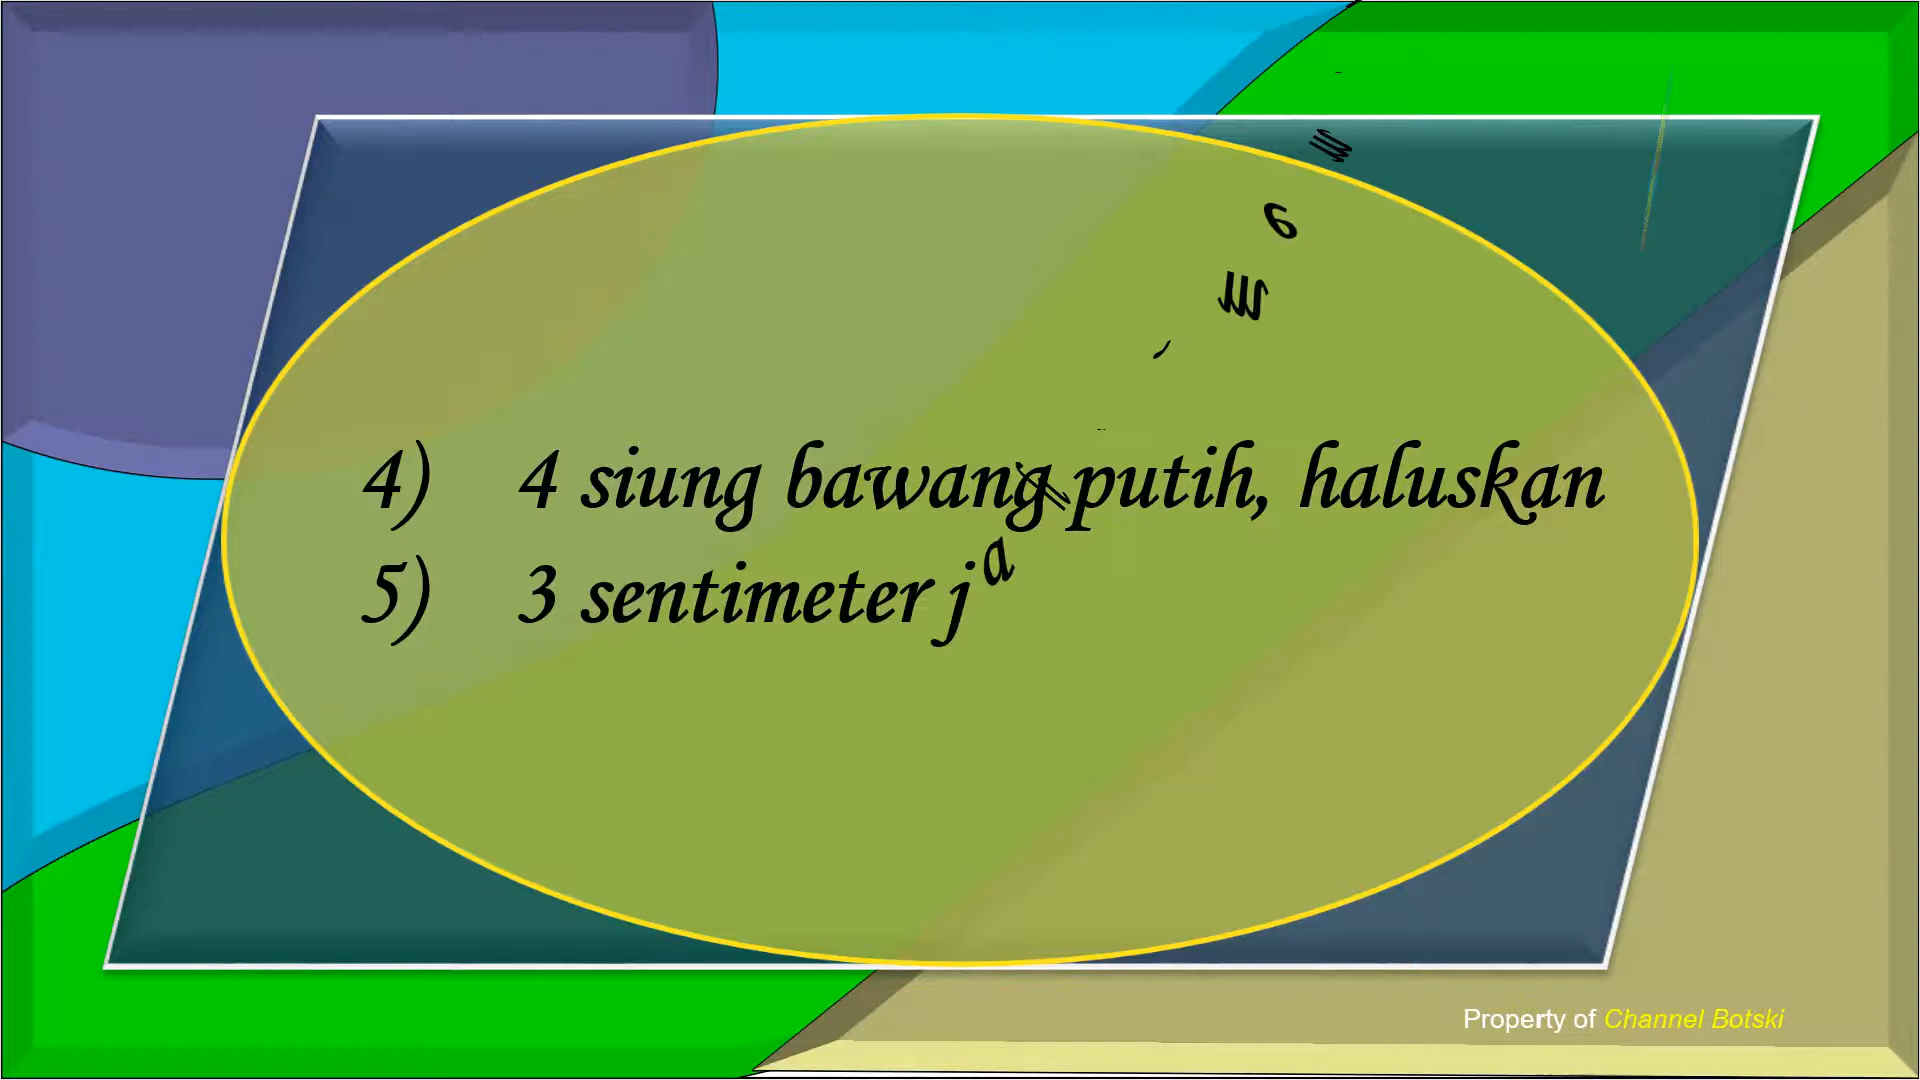 4) 4 siung bawang putih, haluskan
5) 3 sentimeter j a
Property of Channel Botski